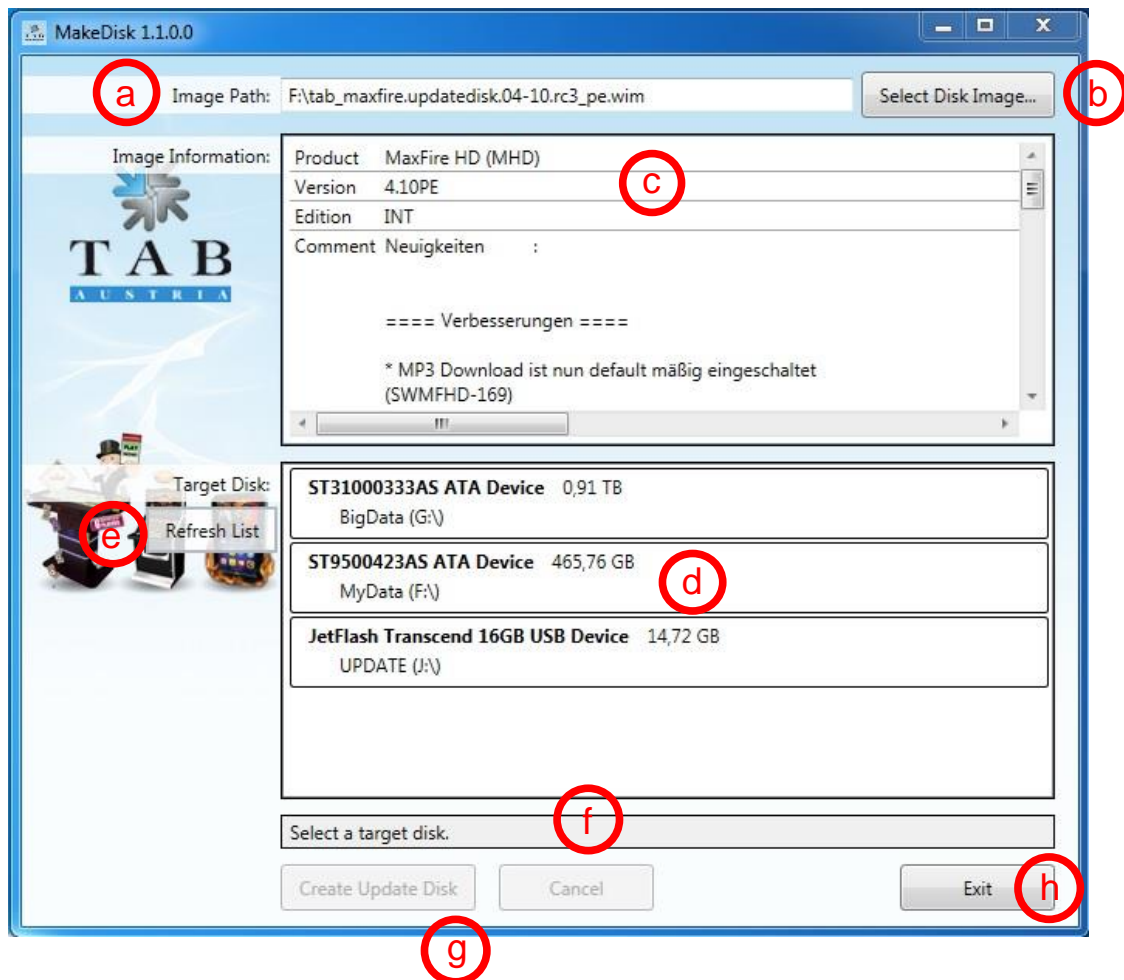 MakeDisk 1.1.0.0
a
Image Path:
F:\tab_maxfire.updatedisk.04-10.rc3_pe.wim
Select Disk Image...
b
Image Information:
Product MaxFire HD (MHD)
c
Version 4.10PE
Edition INT
Comment Neuigkeiten :
TAB
AUSTRIA
==== Verbesserungen ====
* MP3 Download ist nun default mäßig eingeschaltet
(SWMFHD-169)
Target Disk:
e
Refresh List
ST31000333AS ATA Device 0,91 TB
BigData (G:\)
ST9500423AS ATA Device 465,76 GB
MyData (F:\)
d
JetFlash Transcend 16GB USB Device 14,72 GB
UPDATE (J:\)
Select a target disk.
f
Create Update Disk
Cancel
Exit
h
g